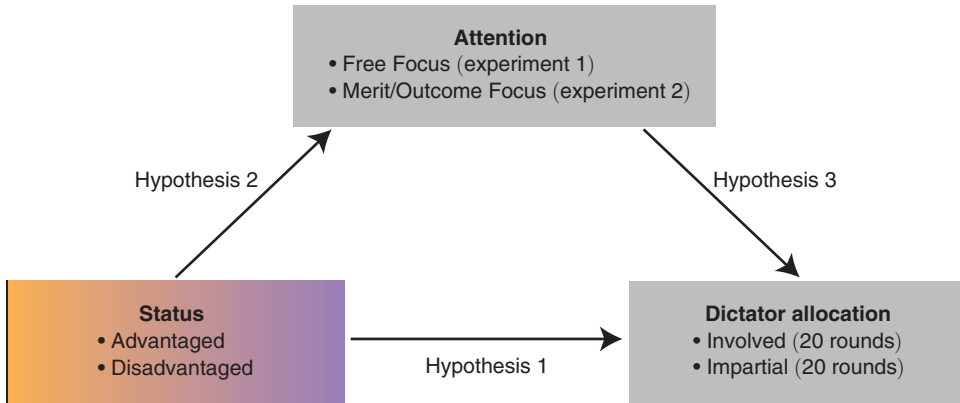 Attention
• Free Focus (experiment 1)
• Merit/Outcome Focus (experiment 2)
Hypothesis 2
Hypothesis 3
Status
• Advantaged
• Disadvantaged
Hypothesis 1
Dictator allocation
• Involved (20 rounds)
• Impartial (20 rounds)